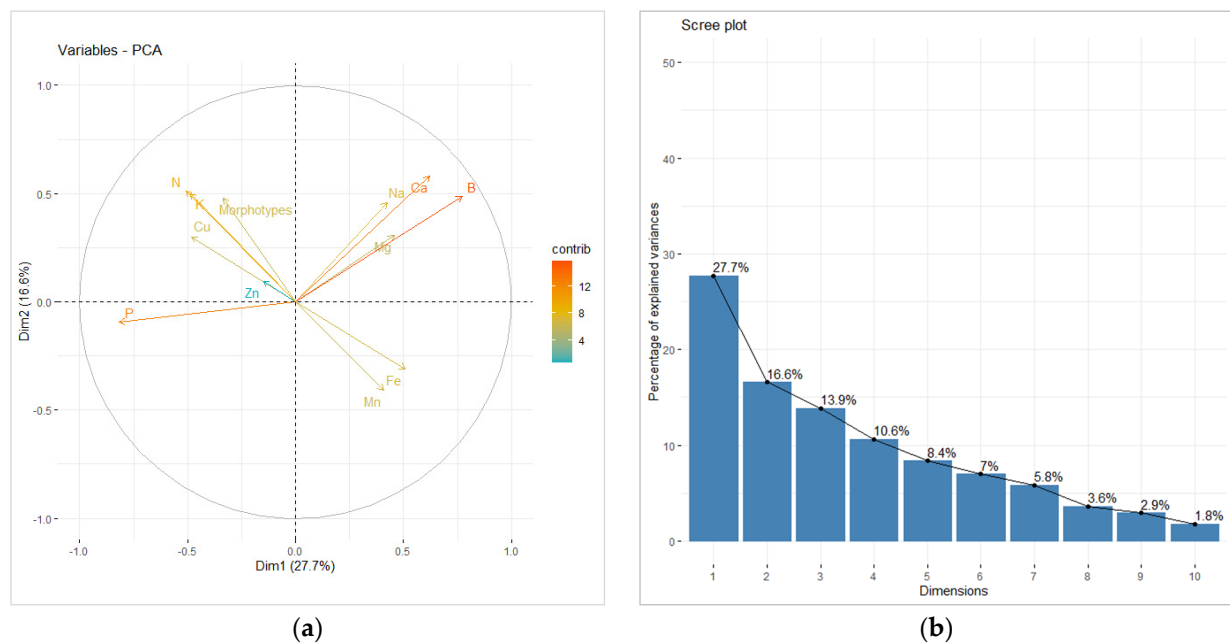 Variables - PCA
1.0
0.5
0.0
-0.5
-1.0
Dim2 (16.6%)
N
K
Morphotypes
Cu
Zn
P
Na
Ca
B
Mg
Fe
Mn
-1.0 -0.5 0.0 0.5 1.0
Dim1 (27.7%)
contrib
12
8
4
(a)
Scree plot
50
40
30
20
10
0
Percentage of explained variances
27.7%
16.6%
13.9%
10.6%
8.4%
7%
5.8%
3.6%
2.9%
1.8%
1 2 3 4 5 6 7 8 9 10
Dimensions
(b)